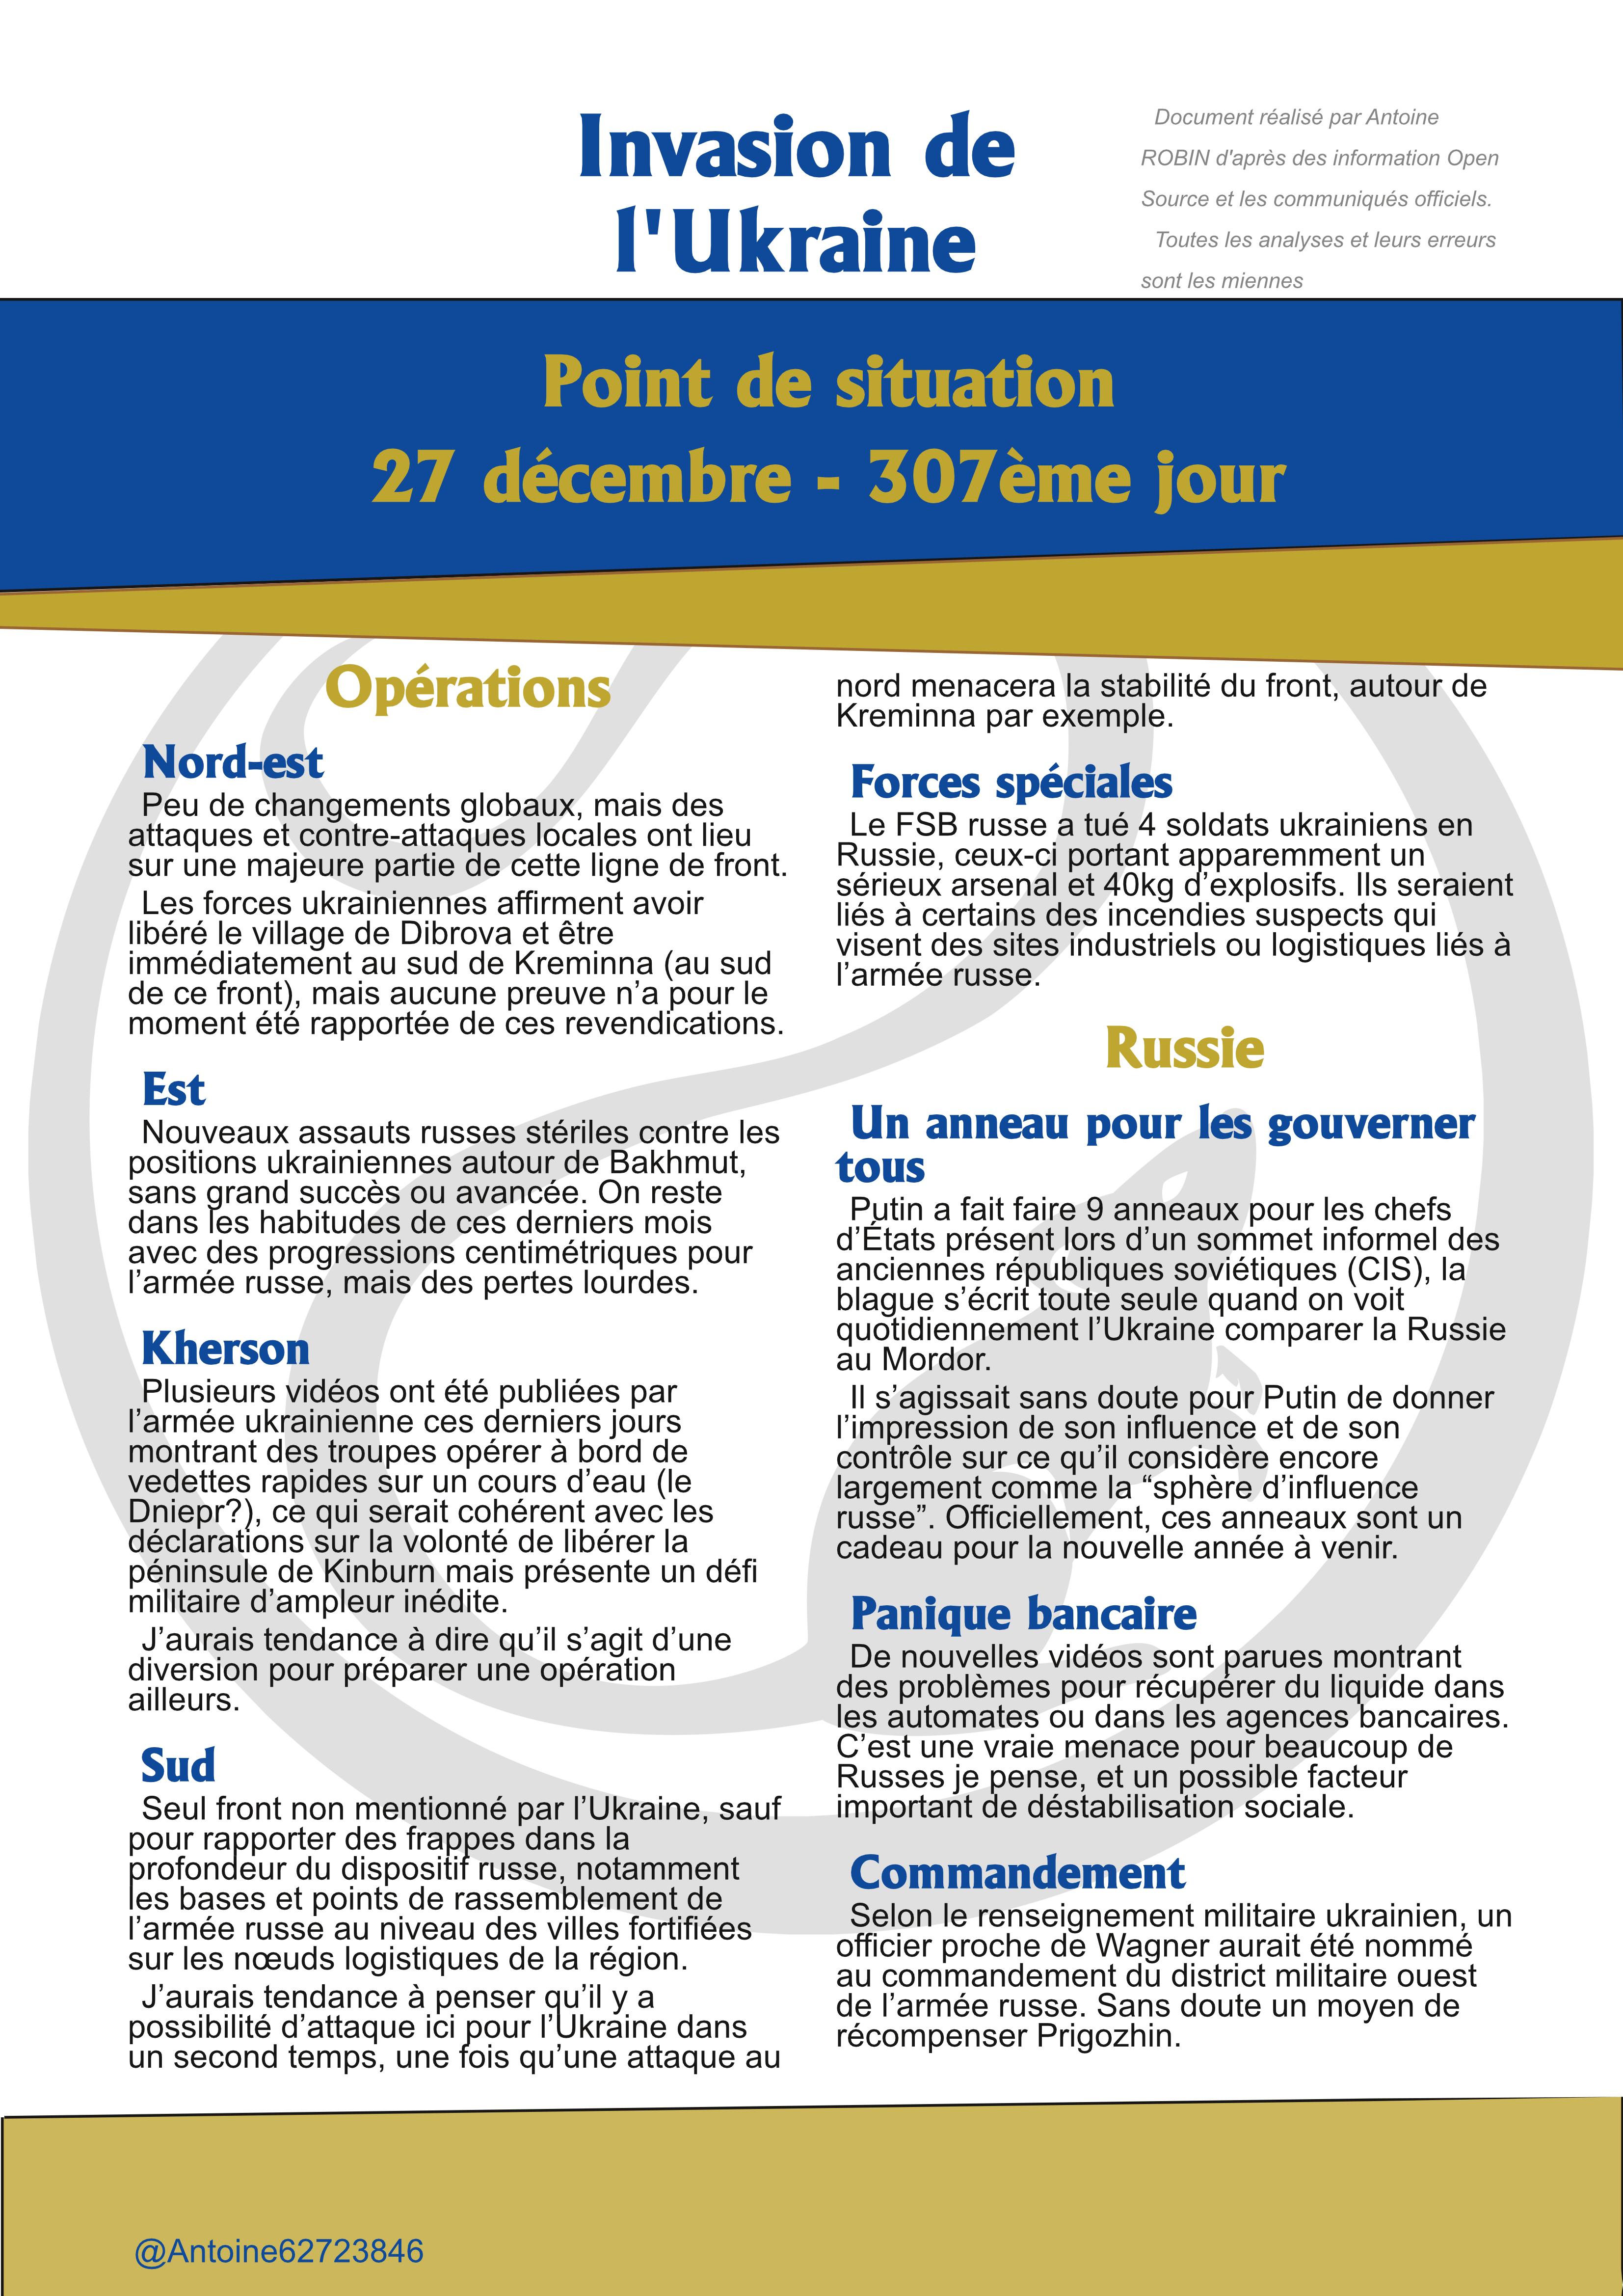 Invasion de
l'Ukraine
Document réalisé par Antoine
ROBIN d'après des information Open
Source et les communiqués officiels.
Toutes les analyses et leurs erreurs
sont les miennes
Point de situation
27 décembre - 307ème jour
Opérations
Nord-est
Peu de changements globaux, mais des
attaques et contre-attaques locales ont lieu
sur une majeure partie de cette ligne de front.
Les forces ukrainiennes affirment avoir
libéré le village de Dibrova et être
immédiatement au sud de Kreminna (au sud
de ce front), mais aucune preuve n’a pour le
moment été rapportée de ces revendications.
Est
Nouveaux assauts russes stériles contre les
positions ukrainiennes autour de Bakhmut,
sans grand succès ou avancée. On reste
dans les habitudes de ces derniers mois
avec des progressions centimétriques pour
l’armée russe, mais des pertes lourdes.
Kherson
Plusieurs vidéos ont été publiées par
l’armée ukrainienne ces derniers jours
montrant des troupes opérer à bord de
vedettes rapides sur un cours d’eau (le
Dniepr?), ce qui serait cohérent avec les
déclarations sur la volonté de libérer la
péninsule de Kinburn mais présente un défi
militaire d’ampleur inédite.
J’aurais tendance à dire qu’il s’agit d’une
diversion pour préparer une opération
ailleurs.
Sud
Seul front non mentionné par l’Ukraine, sauf
pour rapporter des frappes dans la
profondeur du dispositif russe, notamment
les bases et points de rassemblement de
l’armée russe au niveau des villes fortifiées
sur les nœuds logistiques de la région.
J’aurais tendance à penser qu’il y a
possibilité d’attaque ici pour l’Ukraine dans
un second temps, une fois qu’une attaque au
nord menacera la stabilité du front, autour de
Kreminna par exemple.
Forces spéciales
Le FSB russe a tué 4 soldats ukrainiens en
Russie, ceux-ci portant apparemment un
sérieux arsenal et 40kg d’explosifs. Ils seraient
liés à certains des incendies suspects qui
visent des sites industriels ou logistiques liés à
l’armée russe.
Russie
Un anneau pour les gouverner
tous
Putin a fait faire 9 anneaux pour les chefs
d’États présent lors d’un sommet informel des
anciennes républiques soviétiques (CIS), la
blague s’écrit toute seule quand on voit
quotidiennement l’Ukraine comparer la Russie
au Mordor.
Il s’agissait sans doute pour Putin de donner
l’impression de son influence et de son
contrôle sur ce qu’il considère encore
largement comme la “sphère d’influence
russe”. Officiellement, ces anneaux sont un
cadeau pour la nouvelle année à venir.
Panique bancaire
De nouvelles vidéos sont parues montrant
des problèmes pour récupérer du liquide dans
les automates ou dans les agences bancaires.
C’est une vraie menace pour beaucoup de
Russes je pense, et un possible facteur
important de déstabilisation sociale.
Commandement
Selon le renseignement militaire ukrainien, un
officier proche de Wagner aurait été nommé
au commandement du district militaire ouest
de l’armée russe. Sans doute un moyen de
récompenser Prigozhin.
@Antoine62723846